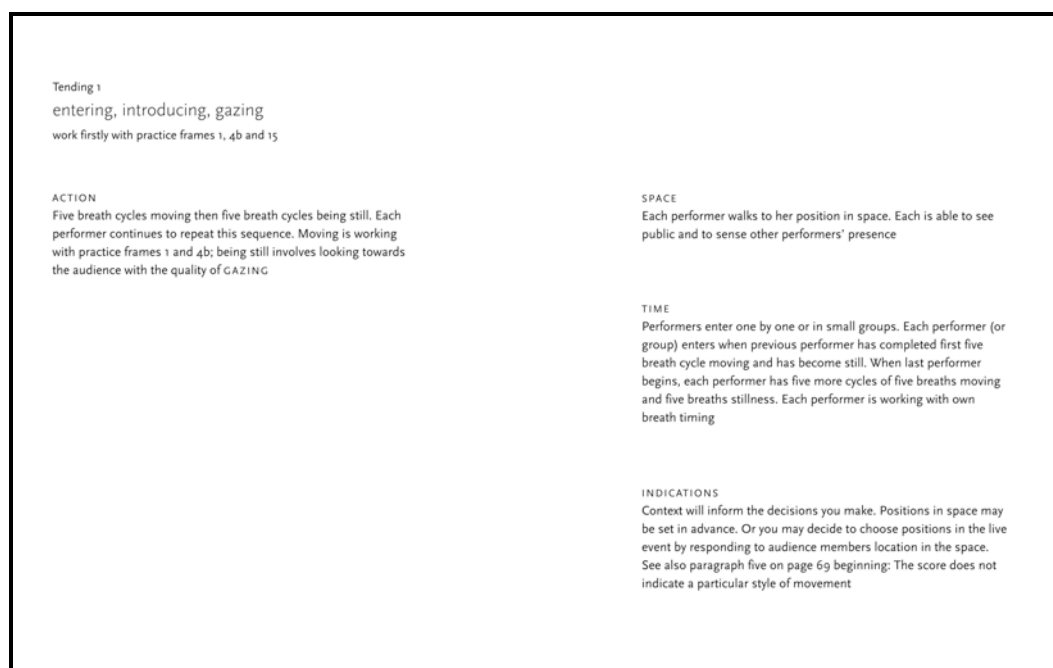 Tending 1
entering, introducing, gazing
work firstly with practice frames 1, 4b and 15
ACTION
Five breath cycles moving then five breath cycles being still. Each
performer continues to repeat this sequence. Moving is working
with practice frames 1 and 4b; being still involves looking towards
the audience with the quality of GAZING
SPACE
Each performer walks to her position in space. Each is able to see
public and to sense other performers’ presence
TIME
Performers enter one by one or in small groups. Each performer (or
group) enters when previous performer has completed first five
breath cycle moving and has become still. When last performer
begins, each performer has five more cycles of five breaths moving
and five breaths stillness. Each performer is working with own
breath timing
INDICATIONS
Context will inform the decisions you make. Positions in space may
be set in advance. Or you may decide to choose positions in the live
event by responding to audience members location in the space.
See also paragraph five on page 69 beginning: The score does not
indicate a particular style of movement